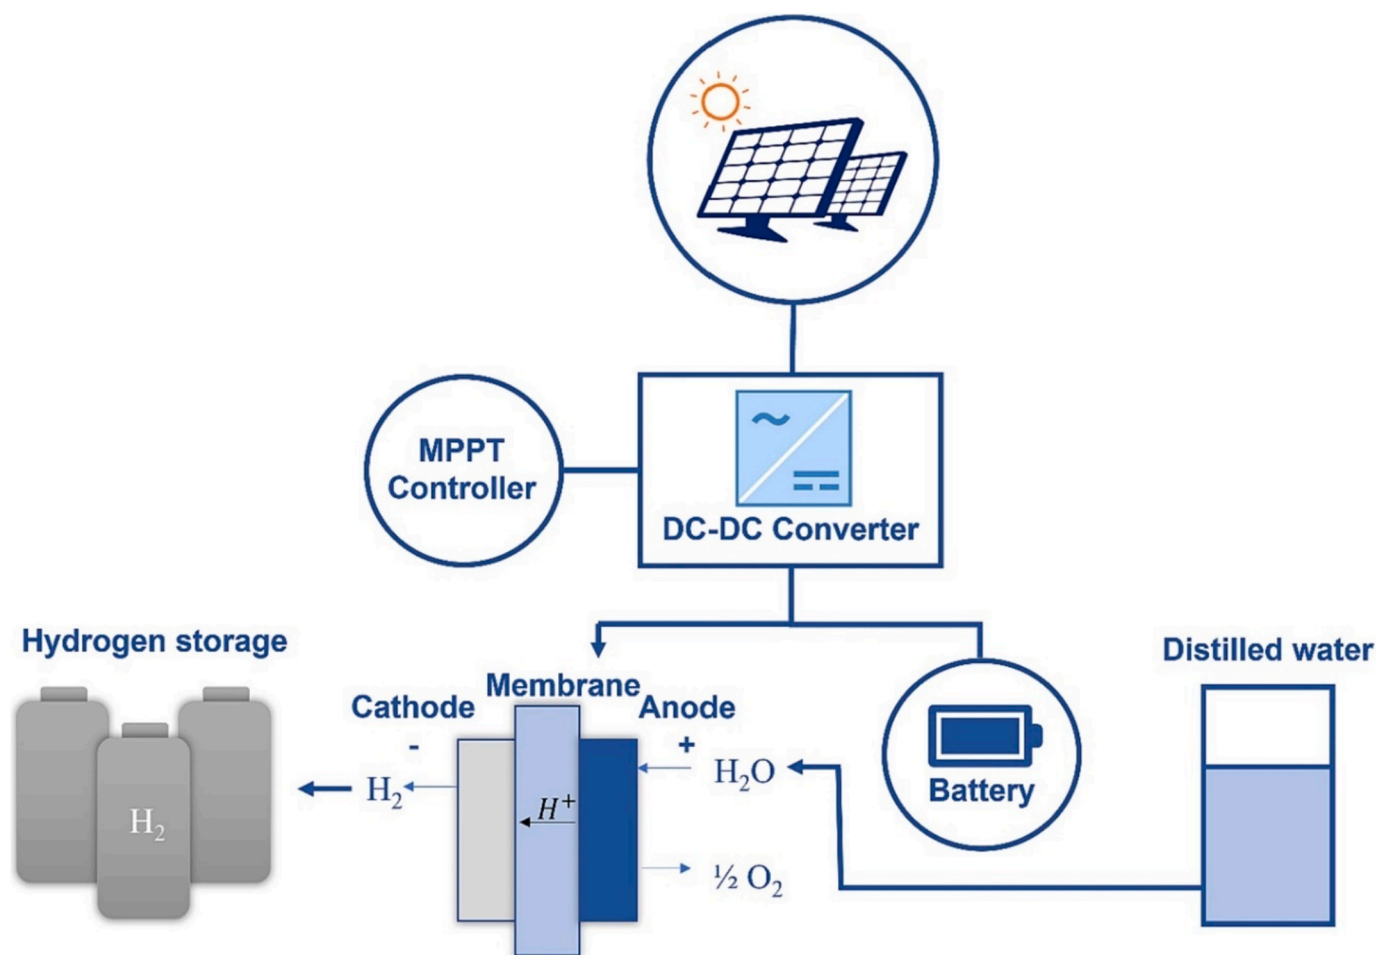 MPPT
Controller
DC-DC Converter
Hydrogen storage
Distilled water
Membrane
Cathode
Anode
-
+
H₂
H₂O
Battery
H⁺
H₂
½ O₂